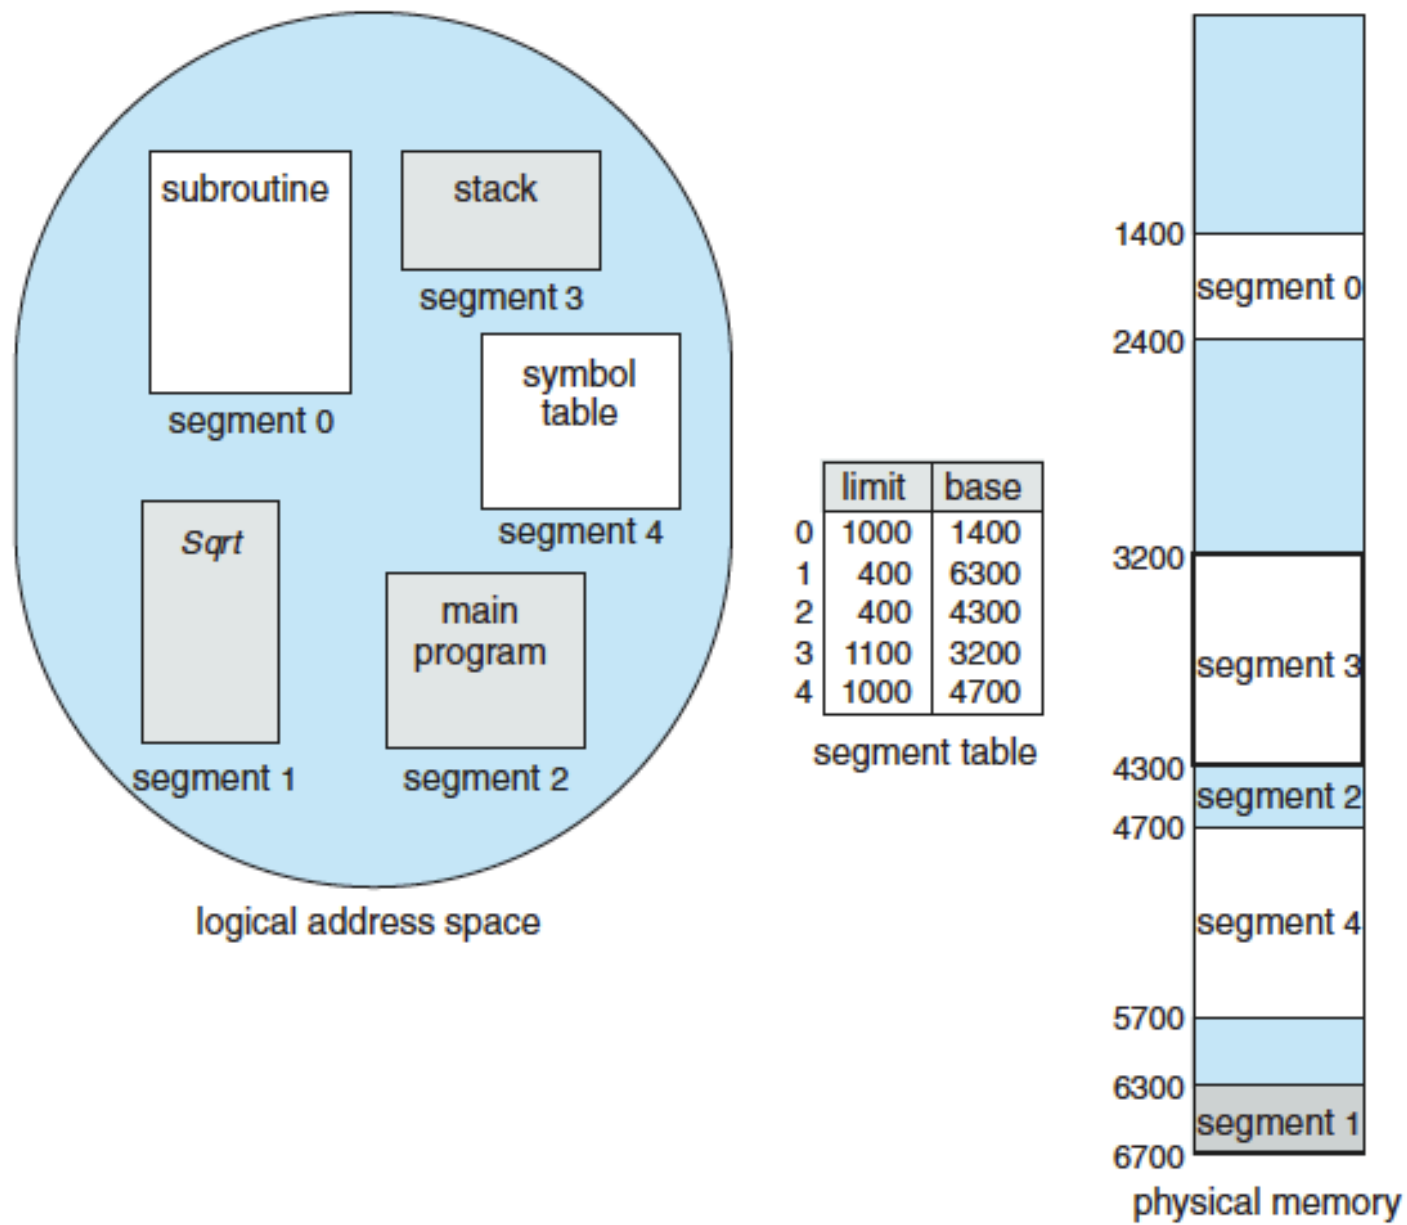 subroutine
segment 0
stack
segment 3
symbol
table
segment 4
Sqrt
segment 1
main
program
segment 2
logical address space
limit base
0 1000 1400
1 400 6300
2 400 4300
3 1100 3200
4 1000 4700
segment table
1400
segment 0
2400
3200
segment 3
4300
segment 2
4700
segment 4
5700
6300
segment 1
6700
physical memory